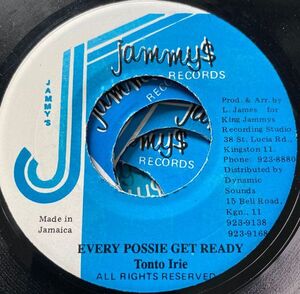 Jammy$
RECORDS
JAMMY'S
Prod. & Arr. by
L. James for
King Jammys
Recording Studio
38 St. Lucia Rd.,
Kingston 11.
Phone: 923-8880
Distributed by
Dynamic
Sounds
15 Bell Road,
Kgn., 11
923-9138
923-9168
Made in
Jamaica
Jammy
RECORDS
EVERY POSSIE GET READY
Tonto Irie
ALL RIGHTS RESERVED